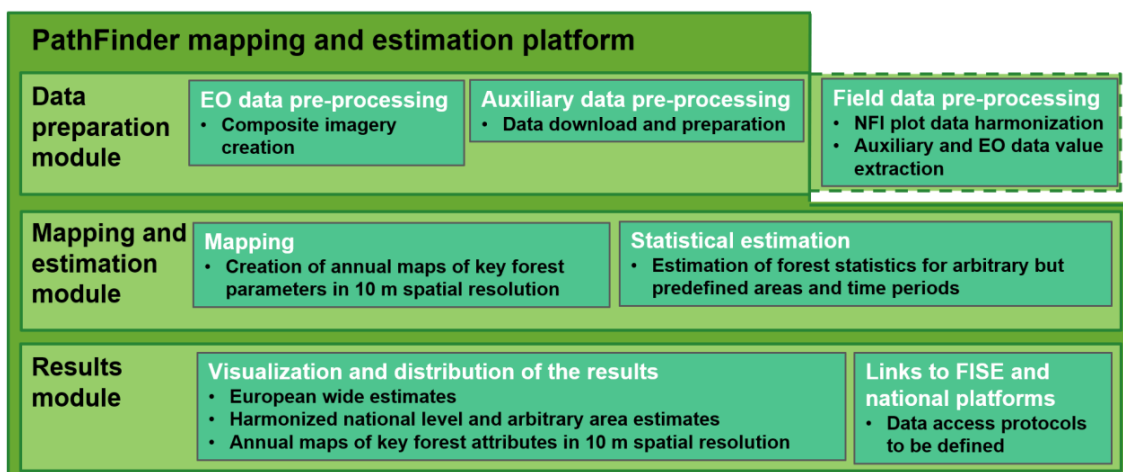 PathFinder mapping and estimation platform
Data
preparation
module
EO data pre-processing
• Composite imagery
creation
Auxiliary data pre-processing
• Data download and preparation
Field data pre-processing
• NFI plot data harmonization
• Auxiliary and EO data value
extraction
Mapping and
estimation
module
Mapping
• Creation of annual maps of key forest
parameters in 10 m spatial resolution
Statistical estimation
• Estimation of forest statistics for arbitrary but
predefined areas and time periods
Results
module
Visualization and distribution of the results
• European wide estimates
• Harmonized national level and arbitrary area estimates
• Annual maps of key forest attributes in 10 m spatial resolution
Links to FISE and
national platforms
• Data access protocols
to be defined